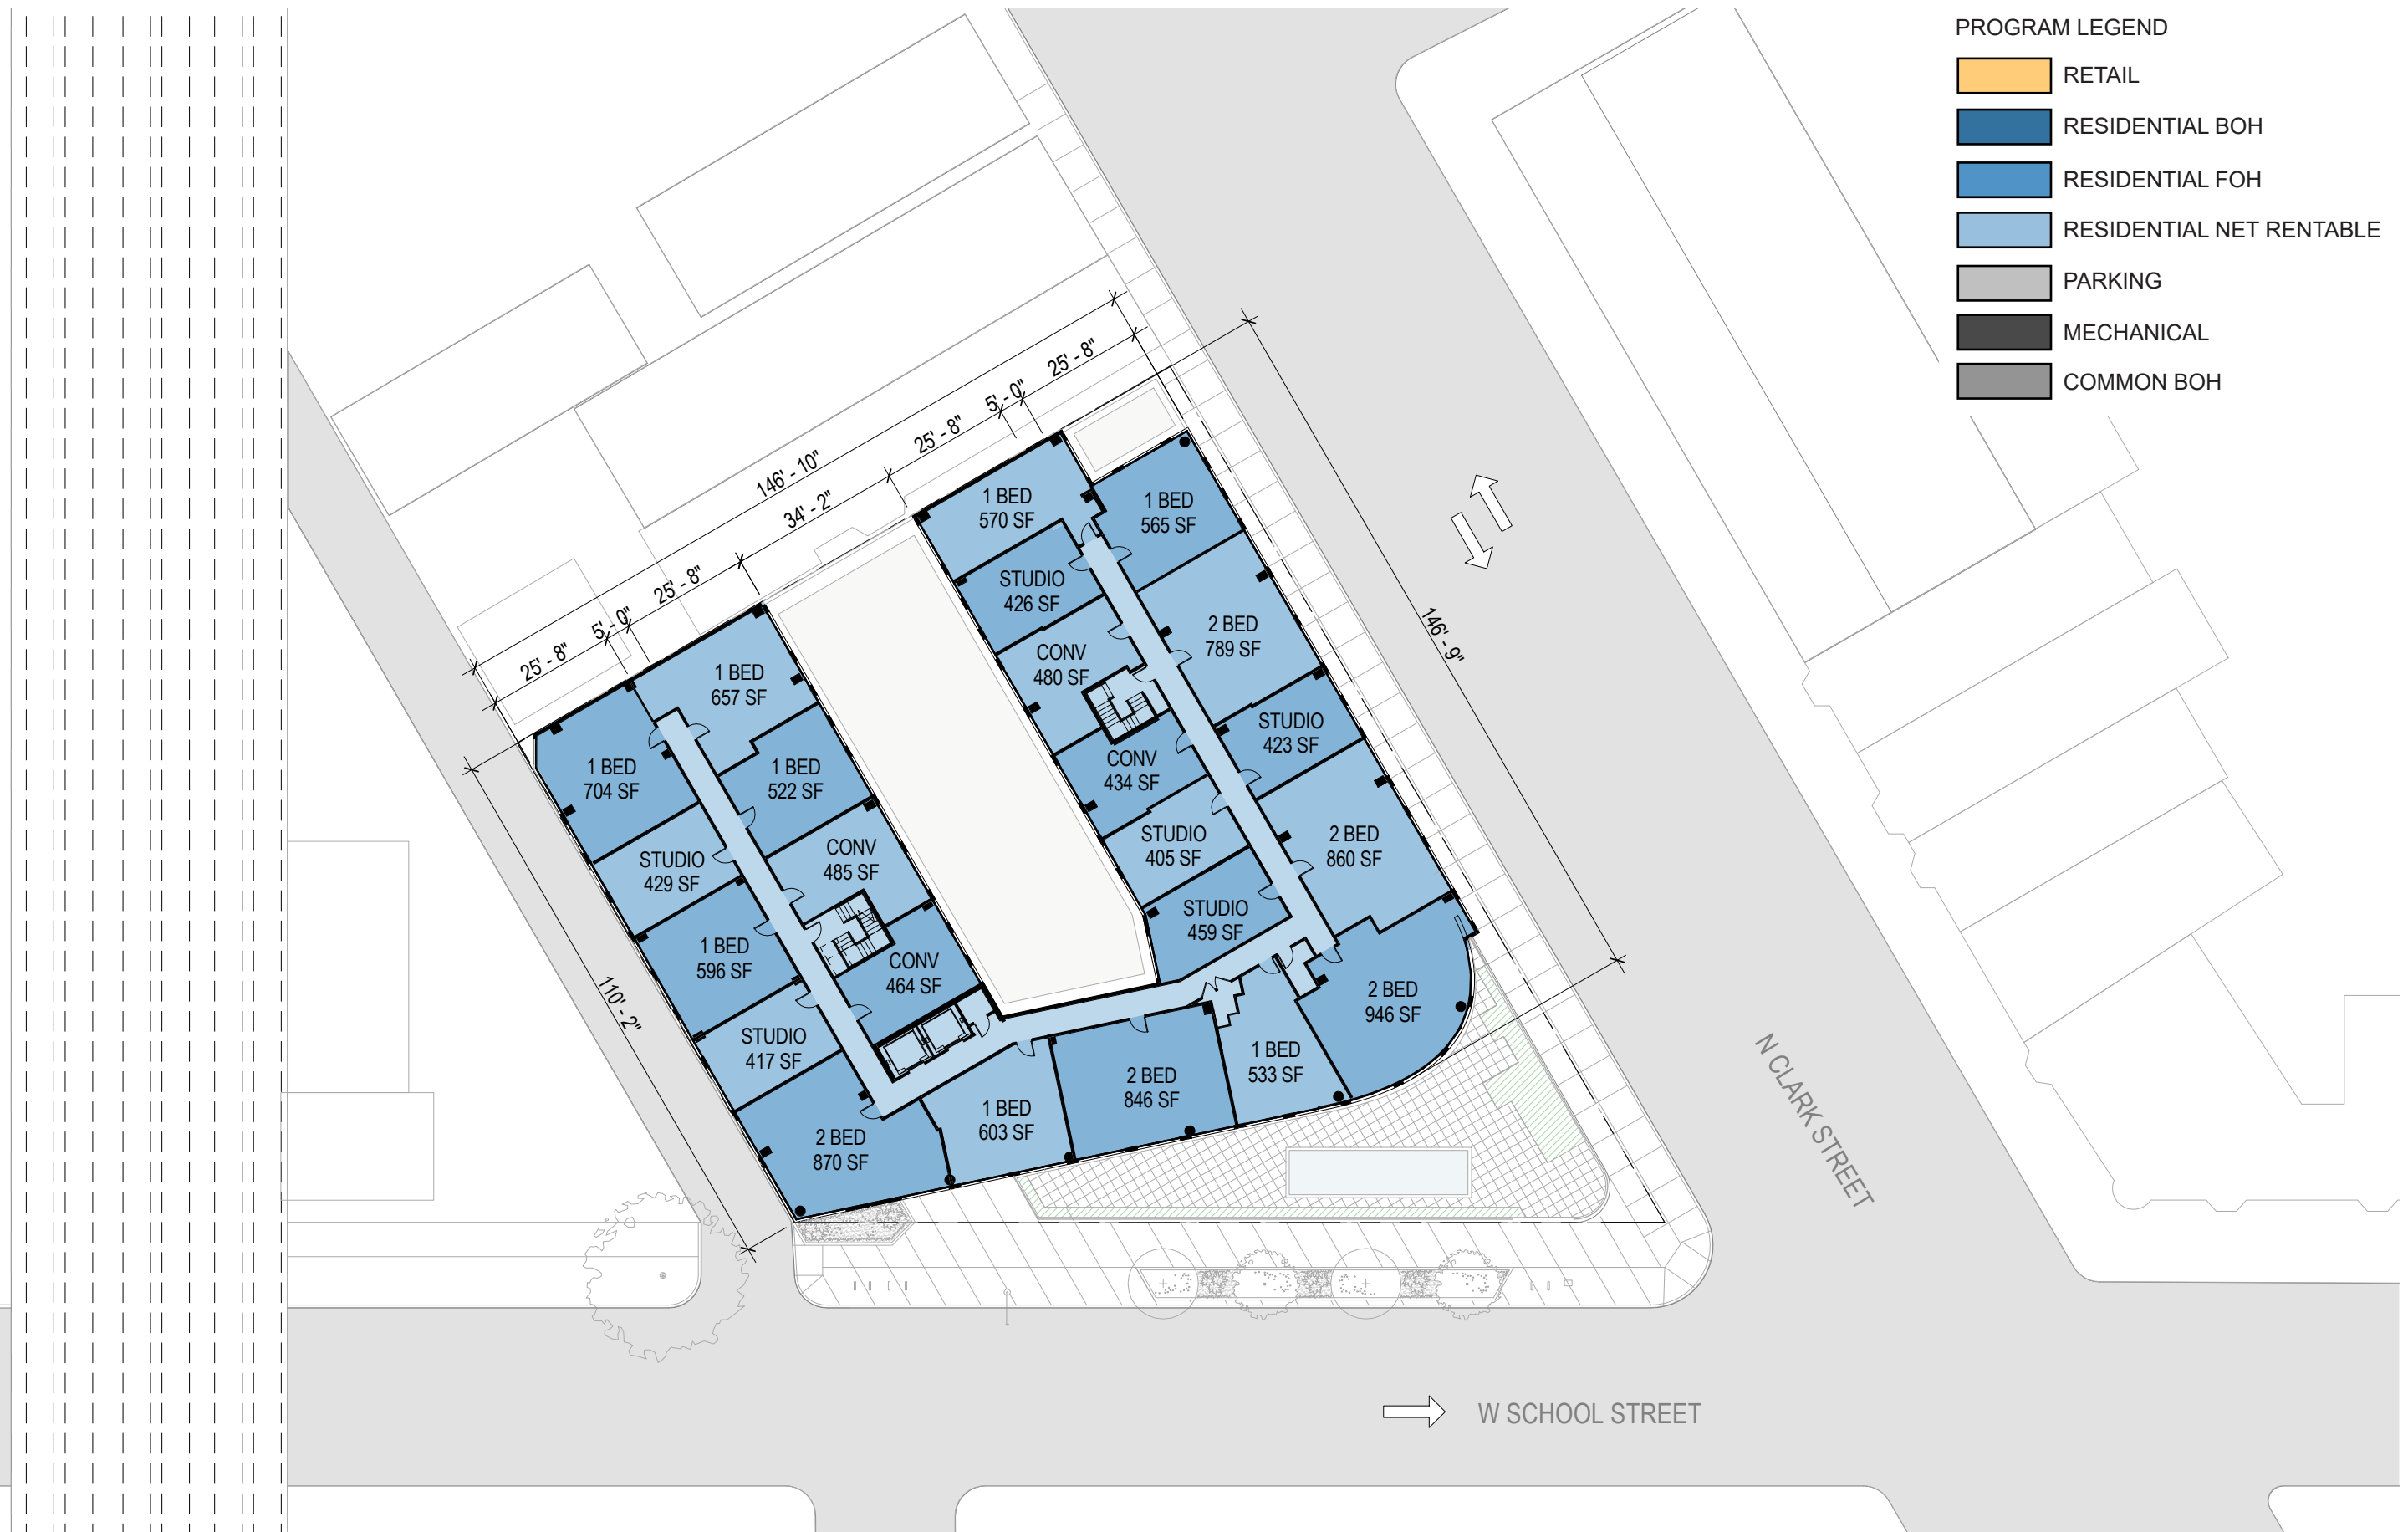 PROGRAM LEGEND
RETAIL
RESIDENTIAL BOH
RESIDENTIAL FOH
RESIDENTIAL NET RENTABLE
PARKING
MECHANICAL
COMMON BOH
146' - 10"
25' - 8"
5' - 0"
25' - 8"
34' - 2"
25' - 8"
5' - 0"
25' - 8"
146' - 9"
110' - 2"
1 BED
570 SF
1 BED
565 SF
STUDIO
426 SF
2 BED
789 SF
CONV
480 SF
1 BED
657 SF
STUDIO
423 SF
CONV
434 SF
1 BED
704 SF
1 BED
522 SF
STUDIO
405 SF
2 BED
860 SF
STUDIO
429 SF
CONV
485 SF
STUDIO
459 SF
1 BED
596 SF
CONV
464 SF
2 BED
946 SF
STUDIO
417 SF
1 BED
533 SF
2 BED
846 SF
1 BED
603 SF
2 BED
870 SF
N CLARK STREET
W SCHOOL STREET